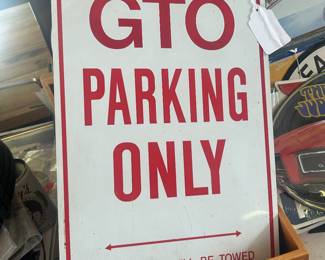 GTO
PARKING
ONLY
BE TOWED